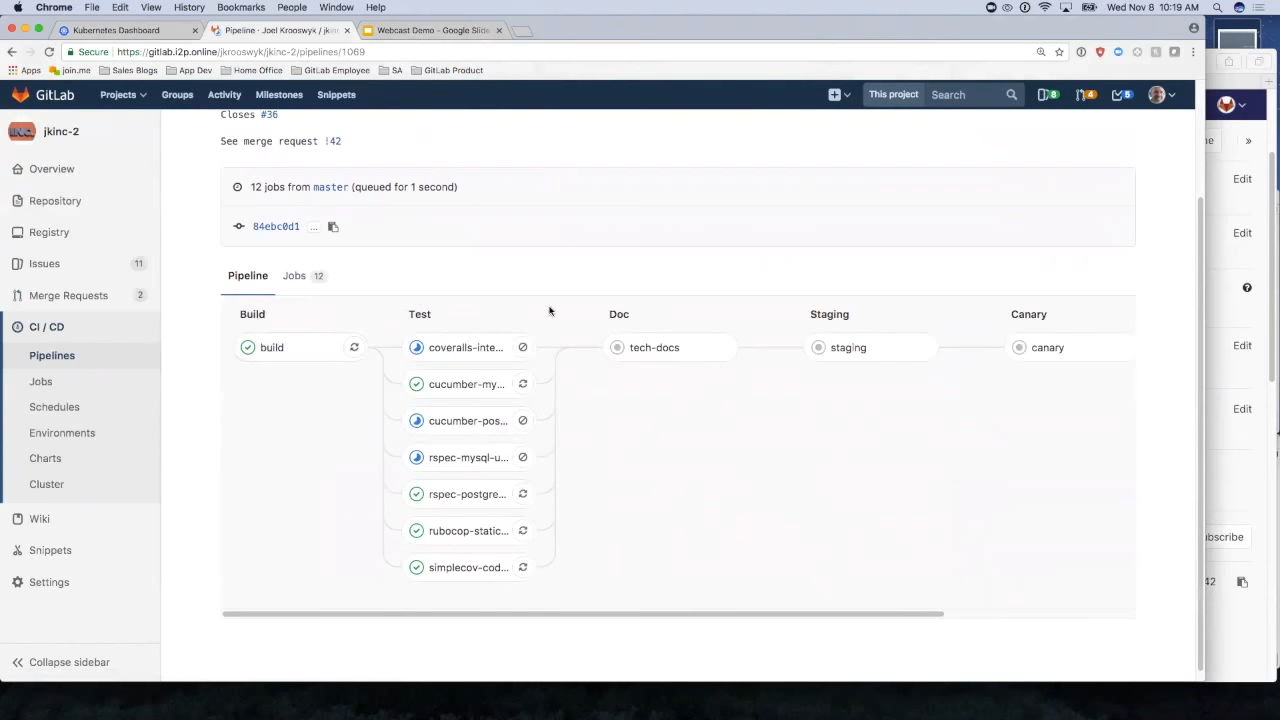 Chrome File Edit View History Bookmarks People Window Help Wed Nov 8 10:19 AM
Kubernetes Dashboard Pipeline · Joel Krooswyk / jkin Webcast Demo - Google Slide
Secure https://gitlab.i2p.online/jkrooswyk/jkinc-2/pipelines/1069
Apps join.me Sales Blogs App Dev Home Office GitLab Employee SA GitLab Product
GitLab Projects Groups Activity Milestones Snippets This project Search 8 4 5
jkinc-2
Closes #36
See merge request !42
Overview
Repository
Registry
Issues 11
Merge Requests 2
CI / CD
Pipelines
Jobs
Schedules
Environments
Charts
Cluster
Wiki
Snippets
Settings
Collapse sidebar
12 jobs from master (queued for 1 second)
84ebc0d1 ...
Pipeline Jobs 12
Build Test Doc Staging Canary
build coveralls-inte... tech-docs staging canary
cucumber-my...
cucumber-pos...
rspec-mysql-u...
rspec-postgre...
rubocop-static...
simplecov-cod...
ne »
Edit
Edit
?
Edit
Edit
bscribe
42